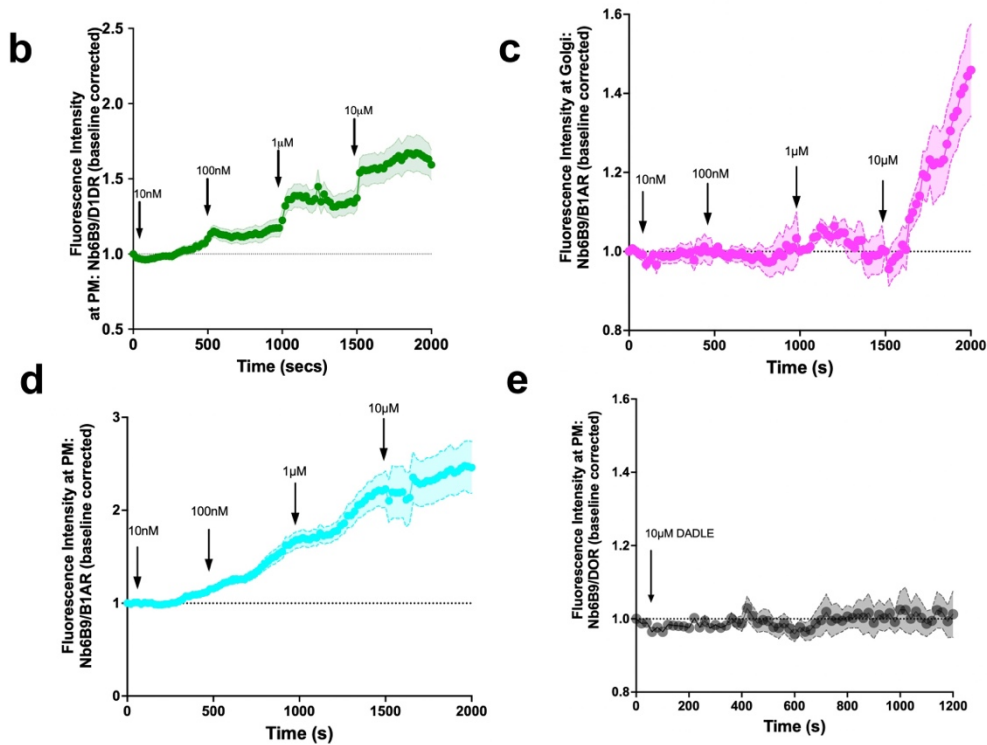 b
Fluorescence Intensity
at PM: Nb6B9/D1DR (baseline corrected)
2.5
2.0
1.5
1.0
0.5
10nM
100nM
1μM
10μM
0
500
1000
1500
2000
Time (secs)
c
Fluorescence Intensity at Golgi:
Nb6B9/B1AR (baseline corrected)
1.6
1.4
1.2
1.0
0.8
10nM
100nM
1μM
10μM
0
500
1000
1500
2000
Time (s)
d
Fluorescence Intensity at PM:
Nb6B9/B1AR (baseline corrected)
3
2
1
0
10nM
100nM
1μM
10μM
0
500
1000
1500
2000
Time (s)
e
Fluorescence Intensity at PM:
Nb6B9/DOR (baseline corrected)
1.6
1.4
1.2
1.0
0.8
10μM DADLE
0
200
400
600
800
1000
1200
Time (s)